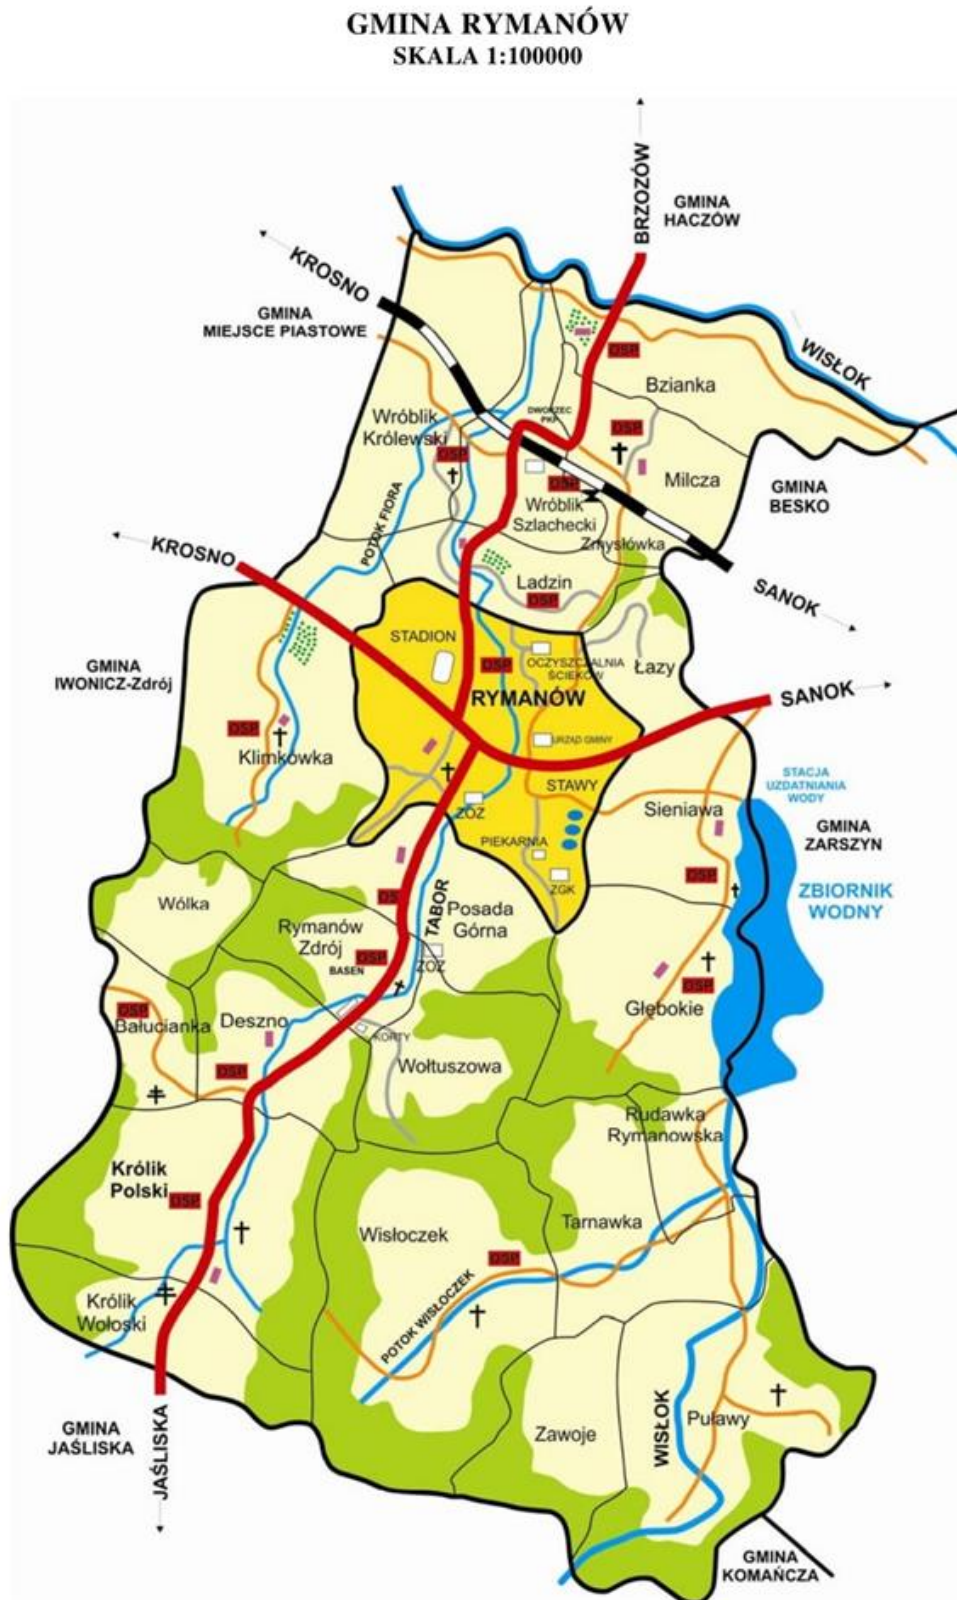 GMINA RYMANÓW
SKALA 1:100000
BRZOZÓW
GMINA
HACZÓW
KROSNO
GMINA
MIEJSCE PIASTOWE
WISŁOK
OSP
Bzianka
DWORZEC
PKP
Wróblik
Królewski
OSP
OSP
Milcza
GMINA
BESKO
OSP
Wróblik
Szlachecki
POTOK FIORA
Zmysłówka
KROSNO
SANOK
Ladzin
OSP
STADION
OSP
OCZYSZCZALNIA
ŚCIEKÓW
Łazy
GMINA
IWONICZ-Zdrój
RYMANÓW
SANOK
OSP
Klimkówka
URZĄD GMINY
STAWY
STACJA
UZDATNIANIA
WODY
ZOZ
Sieniawa
PIEKARNIA
GMINA
ZARSZYN
OSP
ZGK
ZBIORNIK
WODNY
Wólka
OS
TABOR
Posada
Górna
Rymanów
Zdrój
OSP
BASEN
ZOZ
OSP
Głębokie
OSP
Bałucianka
Deszno
KORTY
OSP
Wołtuszowa
Rudawka
Rymanowska
Królik
Polski
OSP
Wisłoczek
Tarnawka
OSP
Królik
Wołoski
POTOK WISŁOCZEK
GMINA
JAŚLISKA
JAŚLISKA
Zawoje
WISŁOK
Puławy
GMINA
KOMAŃCZA